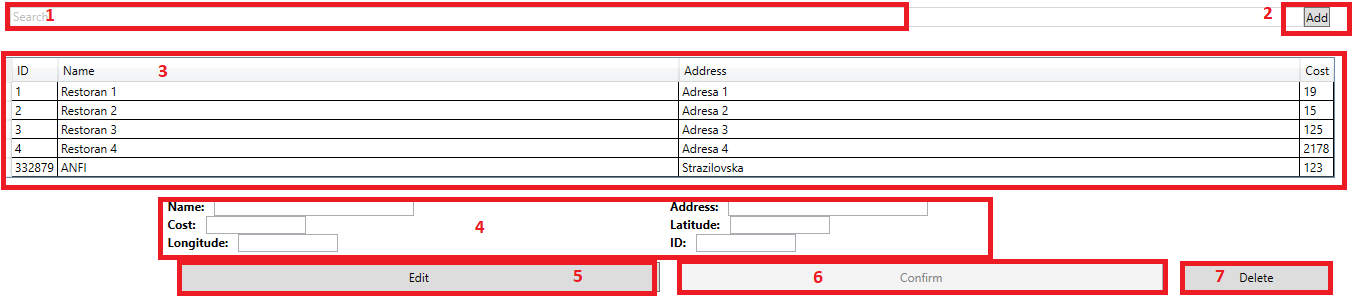 Search 1 2 Add
ID Name 3 Address Cost
1 Restoran 1 Adresa 1 19
2 Restoran 2 Adresa 2 15
3 Restoran 3 Adresa 3 125
4 Restoran 4 Adresa 4 2178
332879 ANFI Strazilovska 123
Name: Address:
Cost: 4 Latitude:
Longitude: ID:
Edit 5 6 Confirm 7 Delete